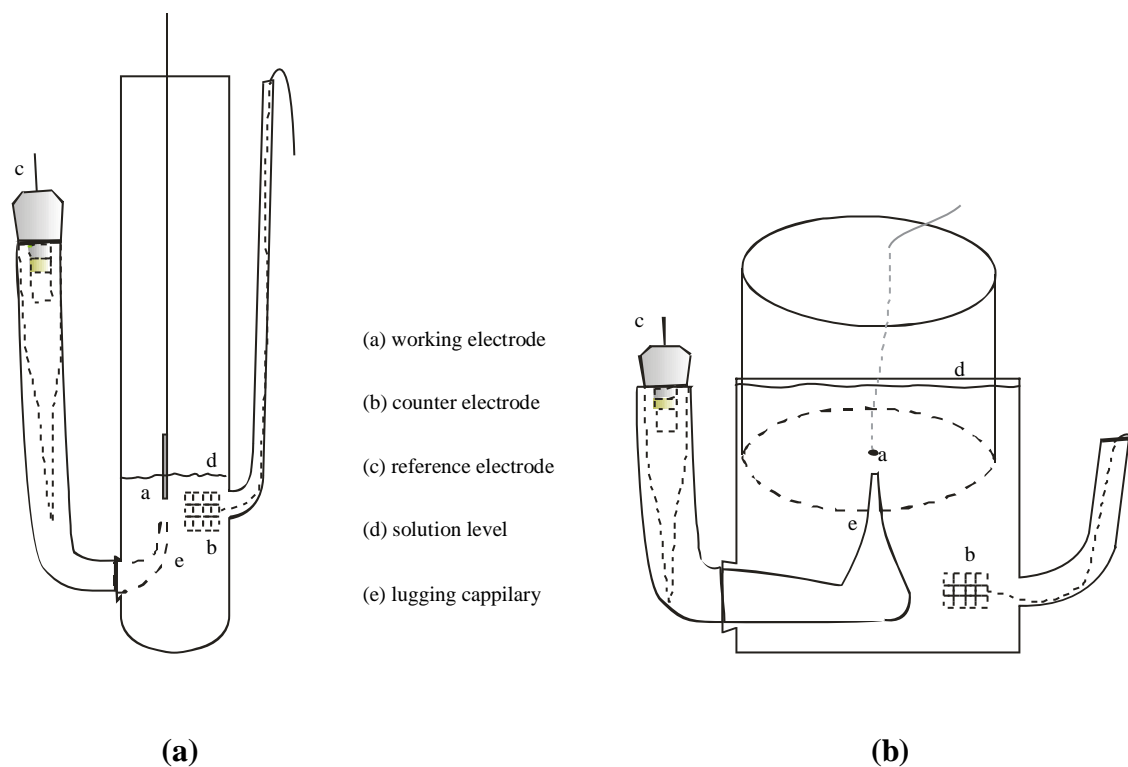 c
d
a
e
b
(a) working electrode
(b) counter electrode
(c) reference electrode
(d) solution level
(e) lugging cappilary
c
d
a
e
b
(a)
(b)